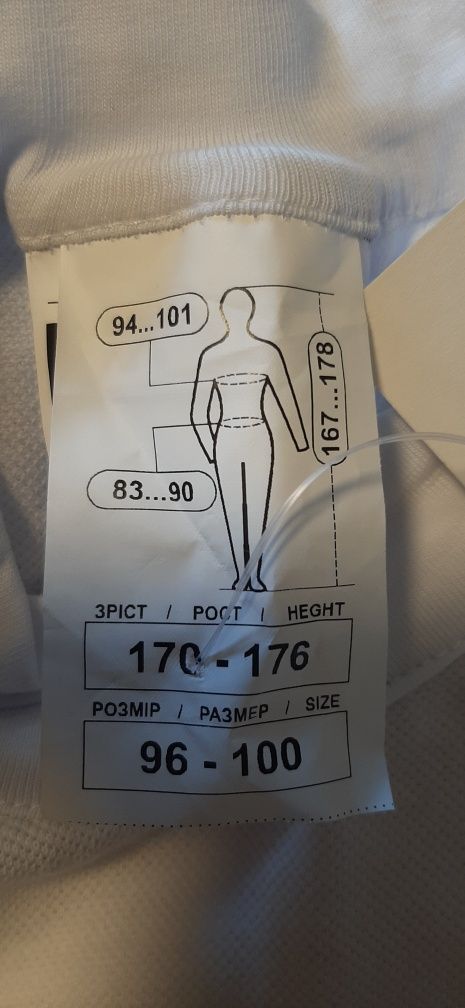 94...101
167...178
83...90
ЗРІСТ / РОСТ / HEGHT
170 - 176
РОЗМІР / РАЗМЕР / SIZE
96 - 100